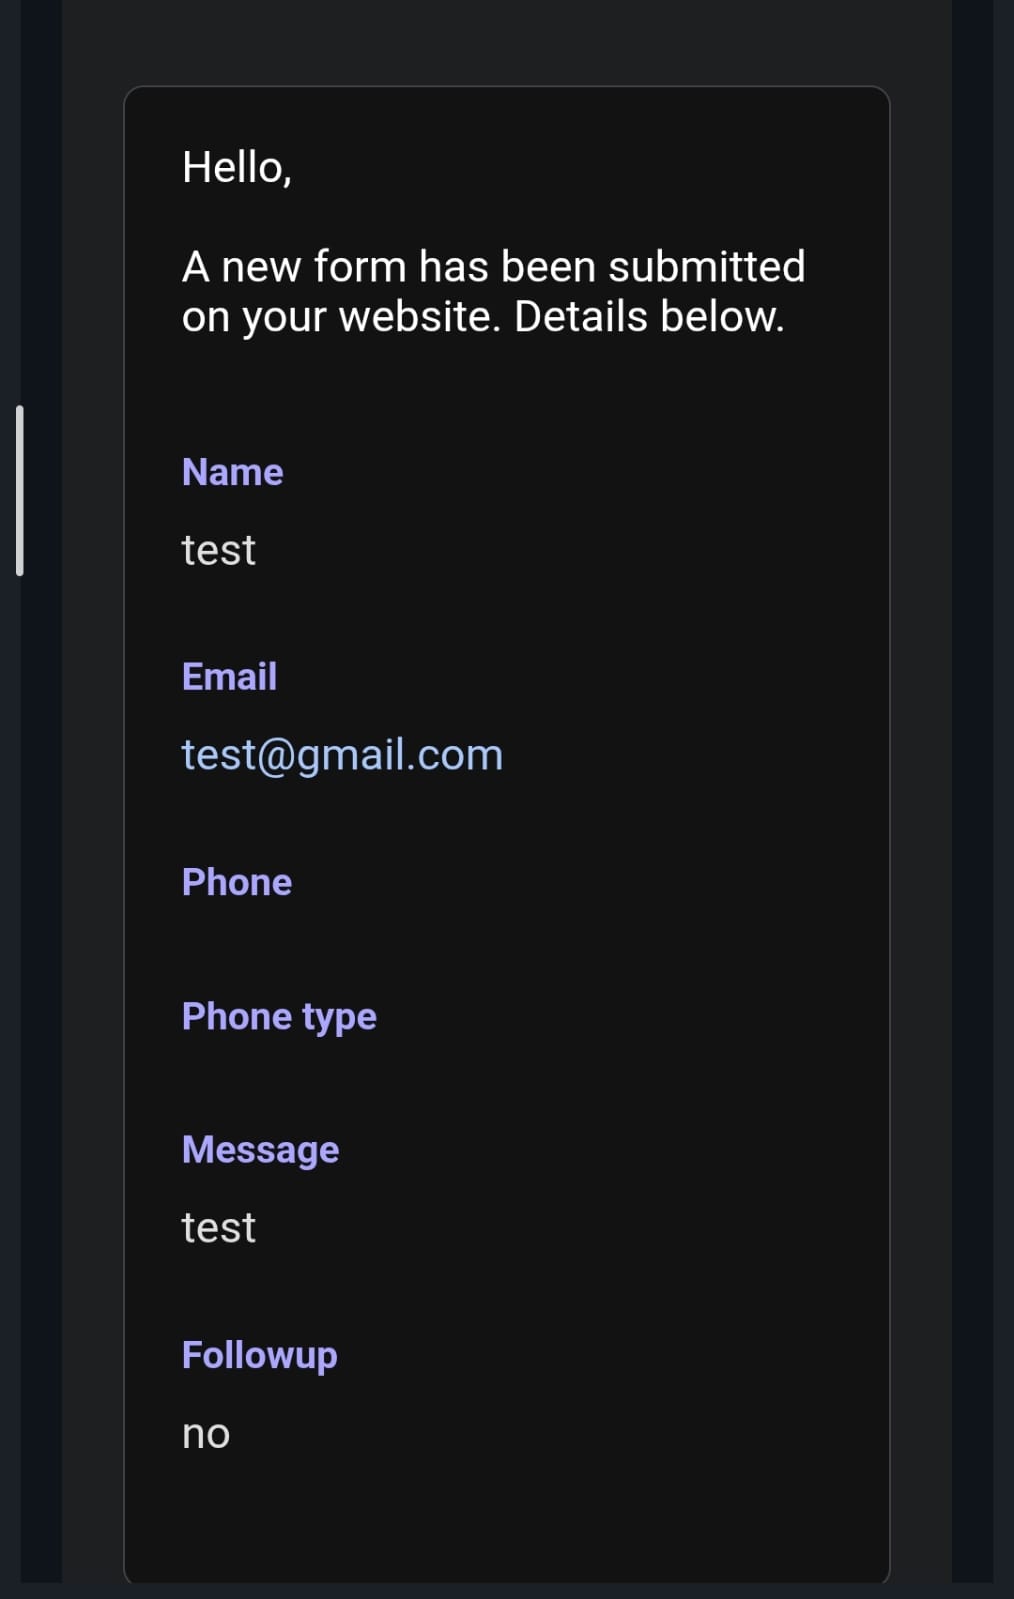 Hello,
A new form has been submitted
on your website. Details below.
Name
test
Email
test@gmail.com
Phone
Phone type
Message
test
Followup
no